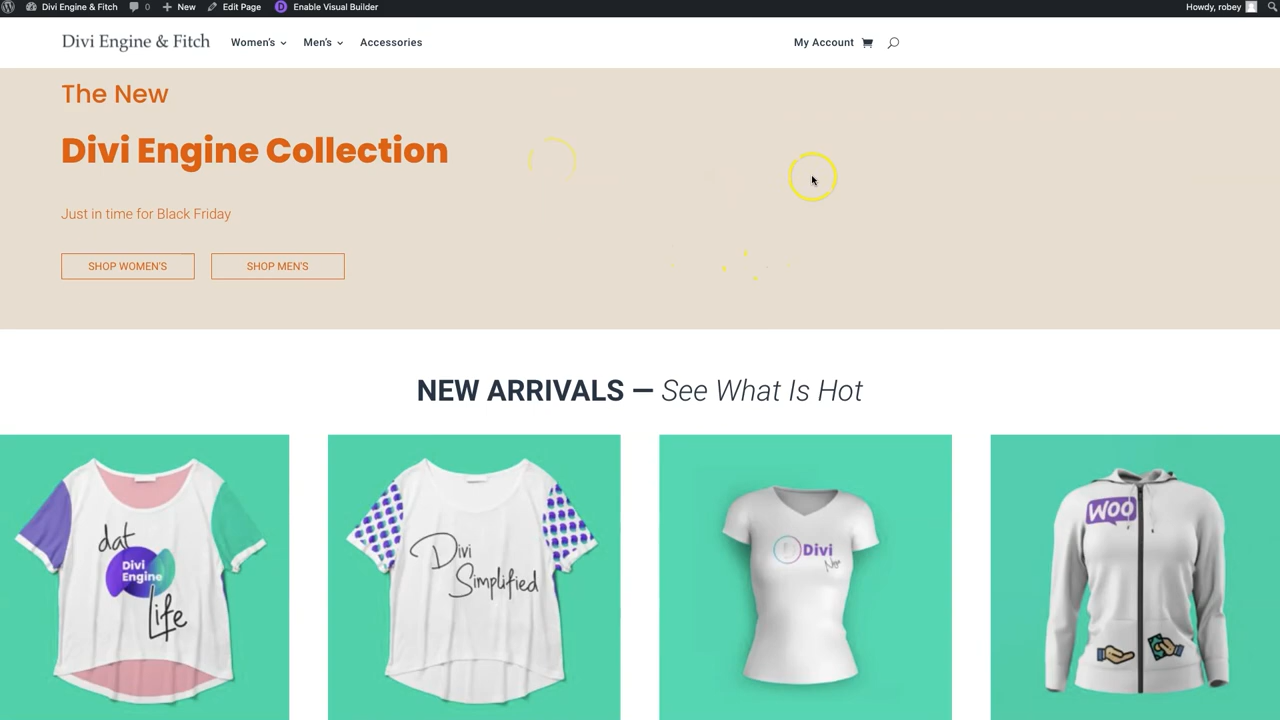 Divi Engine & Fitch 0 New Edit Page Enable Visual Builder Howdy, robey
Divi Engine & Fitch Women's Men's Accessories My Account
The New
Divi Engine Collection
Just in time for Black Friday
SHOP WOMEN'S SHOP MEN'S
NEW ARRIVALS — See What Is Hot
dat
Divi
Engine
Life
Divi
Simplified
Divi
WOO